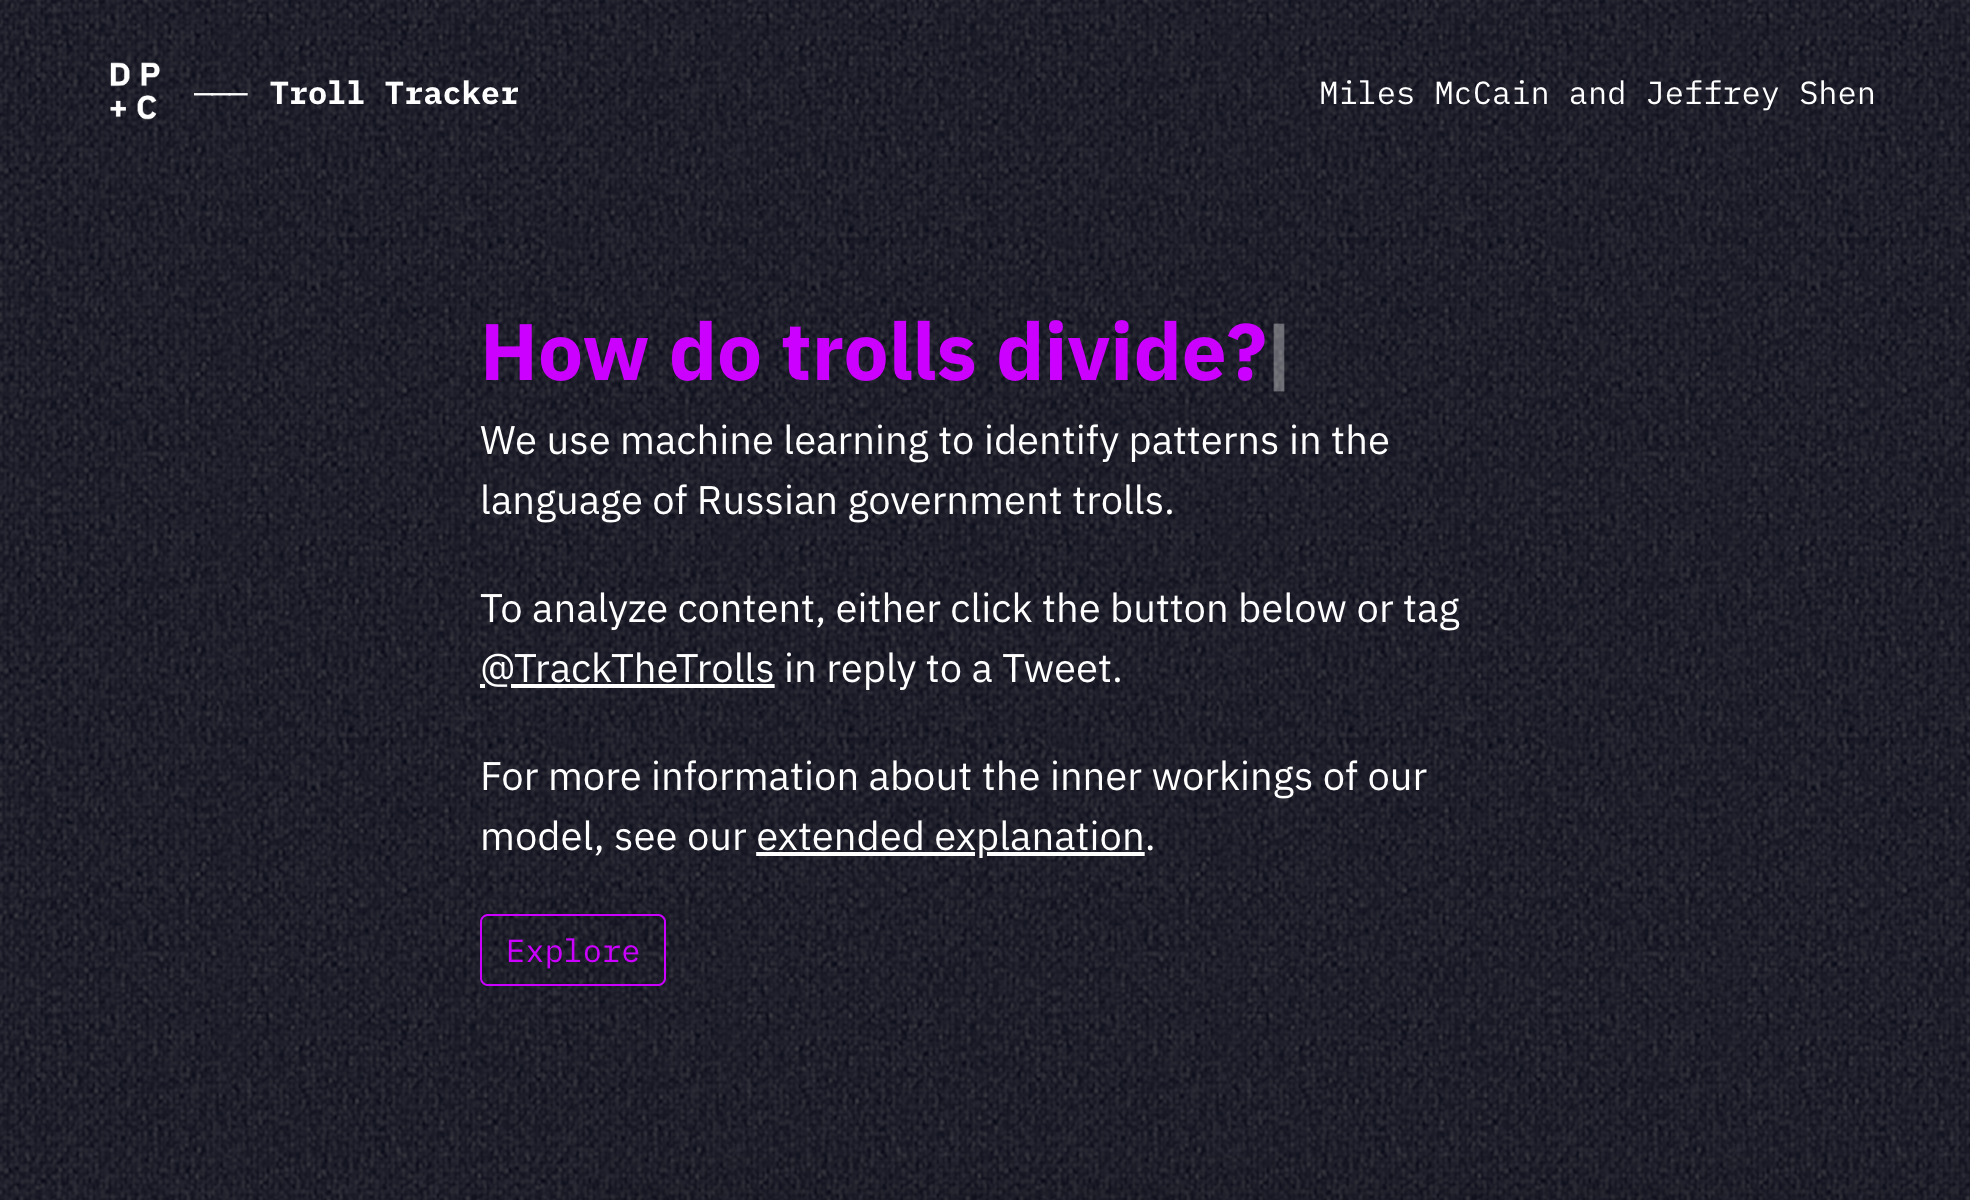 DP
+C
Troll Tracker
Miles McCain and Jeffrey Shen
How do trolls divide?
We use machine learning to identify patterns in the
language of Russian government trolls.
To analyze content, either click the button below or tag
@TrackTheTrolls in reply to a Tweet.
For more information about the inner workings of our
model, see our extended explanation.
Explore